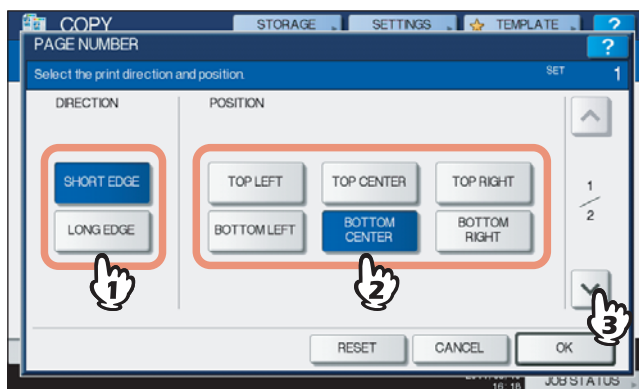 COPY STORAGE SETTINGS TEMPLATE ?
PAGE NUMBER ?
Select the print direction and position. SET 1
DIRECTION POSITION
SHORT EDGE TOP LEFT TOP CENTER TOP RIGHT
1
2
LONG EDGE BOTTOM LEFT BOTTOM CENTER BOTTOM RIGHT
1 2 3
RESET CANCEL OK
16:18 JOB STATUS